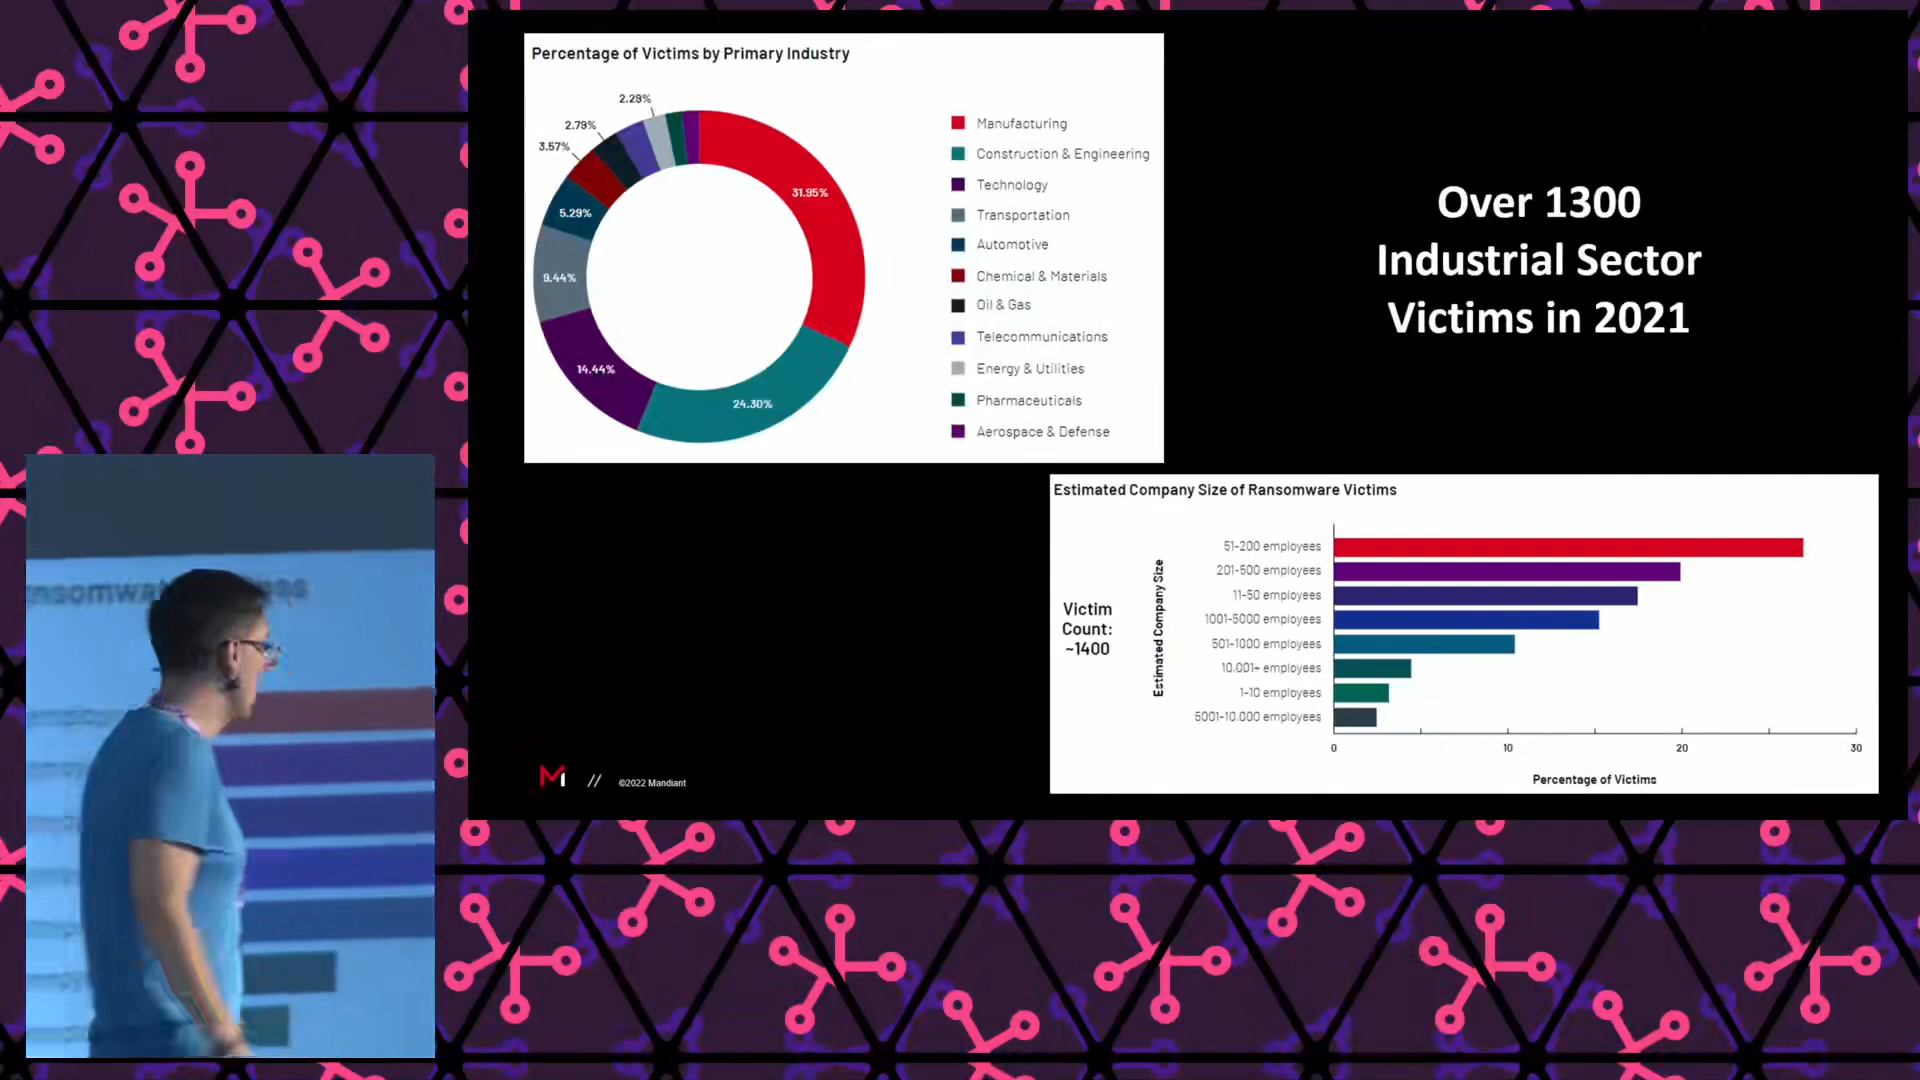 Percentage of Victims by Primary Industry
2.29%
2.79%
3.57%
5.29%
9.44%
14.44%
24.30%
31.95%
Manufacturing
Construction & Engineering
Technology
Transportation
Automotive
Chemical & Materials
Oil & Gas
Telecommunications
Energy & Utilities
Pharmaceuticals
Aerospace & Defense
Over 1300
Industrial Sector
Victims in 2021
Estimated Company Size of Ransomware Victims
Victim
Count:
~1400
Estimated Company Size
51-200 employees
201-500 employees
11-50 employees
1001-5000 employees
501-1000 employees
10.001+ employees
1-10 employees
5001-10.000 employees
0
10
20
30
Percentage of Victims
M // ©2022 Mandiant